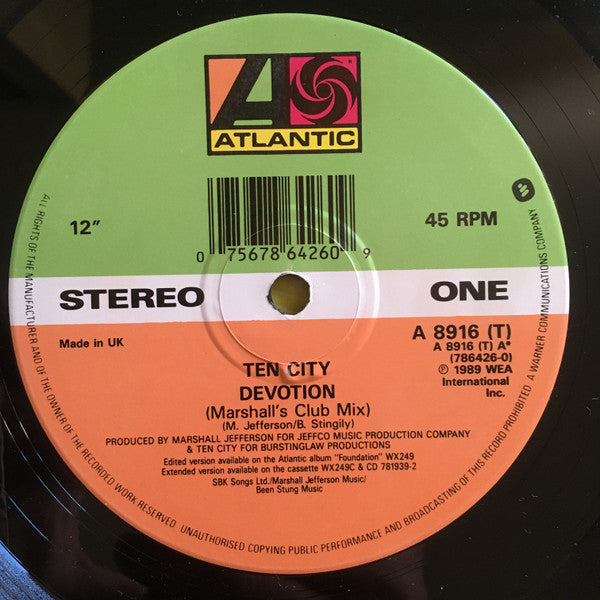 A
®
ATLANTIC
12"
45 RPM
0 75678 64260 9
STEREO
ONE
Made in UK
A 8916 (T)
A 8916 (T) A*
(786426-0)
℗ 1989 WEA
International
Inc.
TEN CITY
DEVOTION
(Marshall's Club Mix)
(M. Jefferson/B. Stingily)
PRODUCED BY MARSHALL JEFFERSON FOR JEFFCO MUSIC PRODUCTION COMPANY
& TEN CITY FOR BURSTINGLAW PRODUCTIONS
Edited version available on the Atlantic album "Foundation" WX249
Extended version available on the cassette WX249C & CD 781939-2
SBK Songs Ltd./Marshall Jefferson Music/
Been Stung Music
ALL RIGHTS OF THE MANUFACTURER AND OF THE OWNER OF THE RECORDED WORK RESERVED UNAUTHORISED COPYING PUBLIC PERFORMANCE AND BROADCASTING OF THIS RECORD PROHIBITED A WARNER COMMUNICATIONS COMPANY